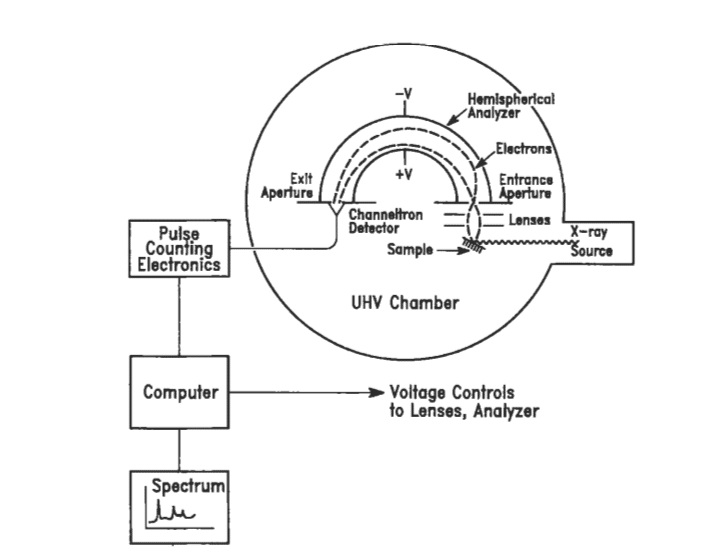 −V
Hemispherical
Analyzer
Electrons
+V
Exit
Aperture
Entrance
Aperture
Channeltron
Detector
Lenses
X-ray
Source
Sample
Pulse
Counting
Electronics
UHV Chamber
Computer
Voltage Controls
to Lenses, Analyzer
Spectrum